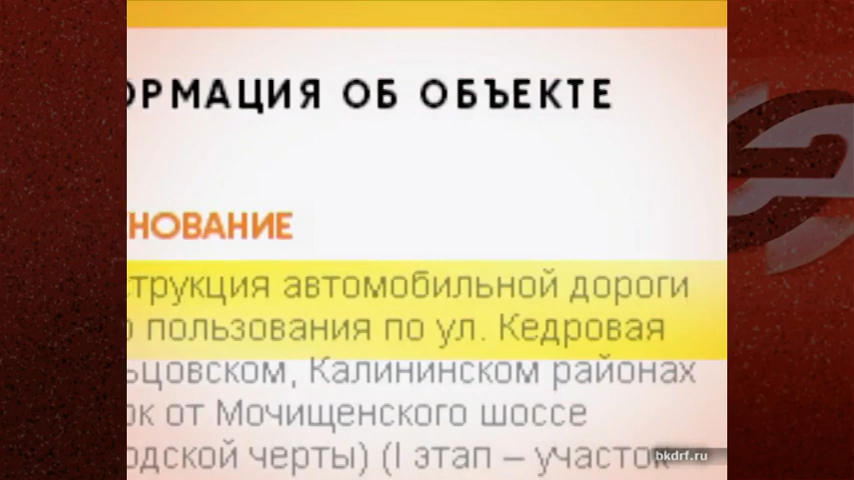 ОРМАЦИЯ ОБ ОБЪЕКТЕ
НОВАНИЕ
трукция автомобильной дороги
о пользования по ул. Кедровая
ьцовском, Калининском районах
ок от Мочищенского шоссе
одской черты) (I этап – участок
bkdrf.ru